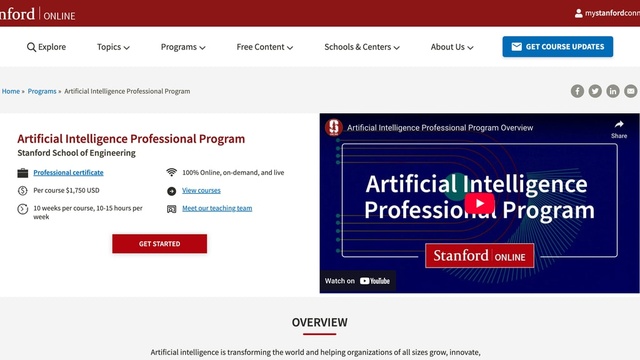 nford | ONLINE
mystanfordconn
Explore
Topics
Programs
Free Content
Schools & Centers
About Us
GET COURSE UPDATES
Home » Programs » Artificial Intelligence Professional Program
Artificial Intelligence Professional Program
Stanford School of Engineering
Professional certificate
100% Online, on-demand, and live
Per course $1,750 USD
View courses
10 weeks per course, 10-15 hours per
week
Meet our teaching team
GET STARTED
S
Artificial Intelligence Professional Program Overview
Share
Artificial Intelligence
Professional Program
Stanford | ONLINE
Watch on YouTube
OVERVIEW
Artificial intelligence is transforming the world and helping organizations of all sizes grow, innovate,